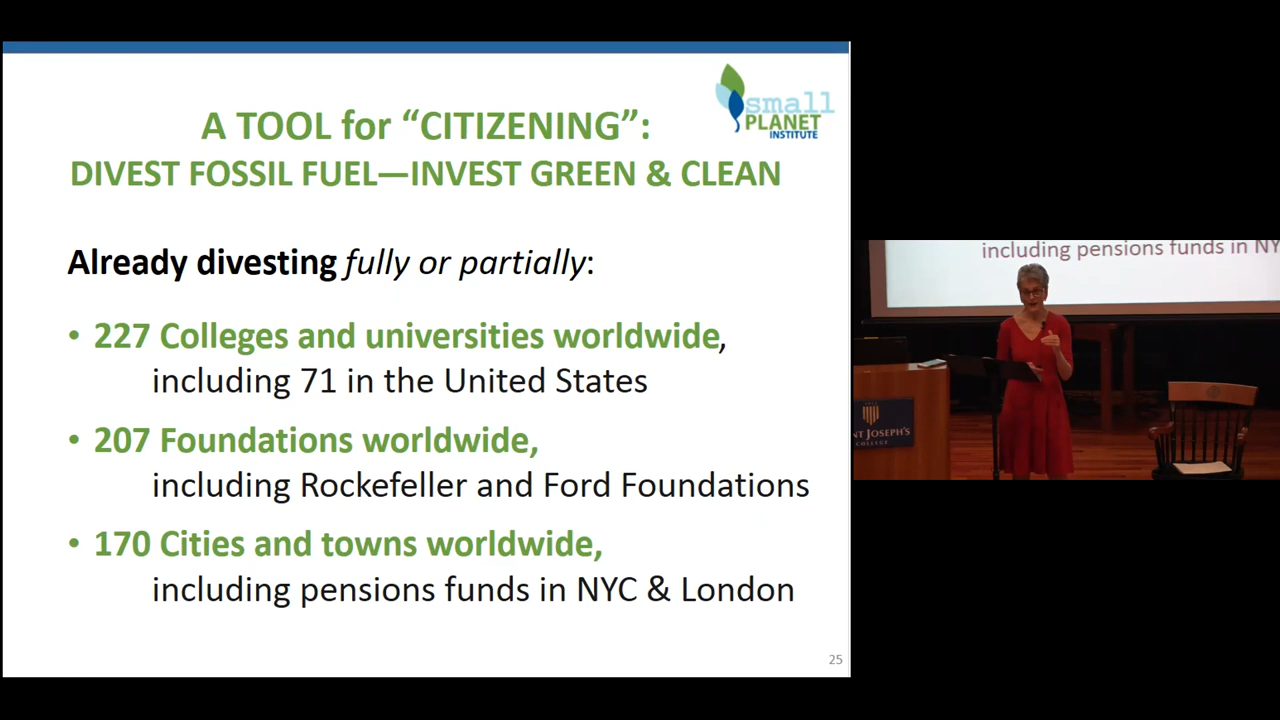 small
PLANET
INSTITUTE
A TOOL for “CITIZENING”:
DIVEST FOSSIL FUEL—INVEST GREEN & CLEAN
Already divesting fully or partially:
• 227 Colleges and universities worldwide,
including 71 in the United States
• 207 Foundations worldwide,
including Rockefeller and Ford Foundations
• 170 Cities and towns worldwide,
including pensions funds in NYC & London
25
including pensions funds in NY
NT JOSEPH'S
COLLEGE